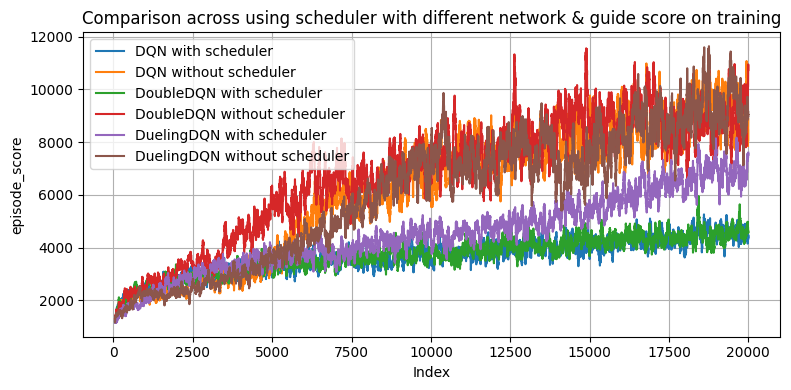 Comparison across using scheduler with different network & guide score on training
12000
10000
8000
6000
4000
2000
episode_score
DQN with scheduler
DQN without scheduler
DoubleDQN with scheduler
DoubleDQN without scheduler
DuelingDQN with scheduler
DuelingDQN without scheduler
0 2500 5000 7500 10000 12500 15000 17500 20000
Index